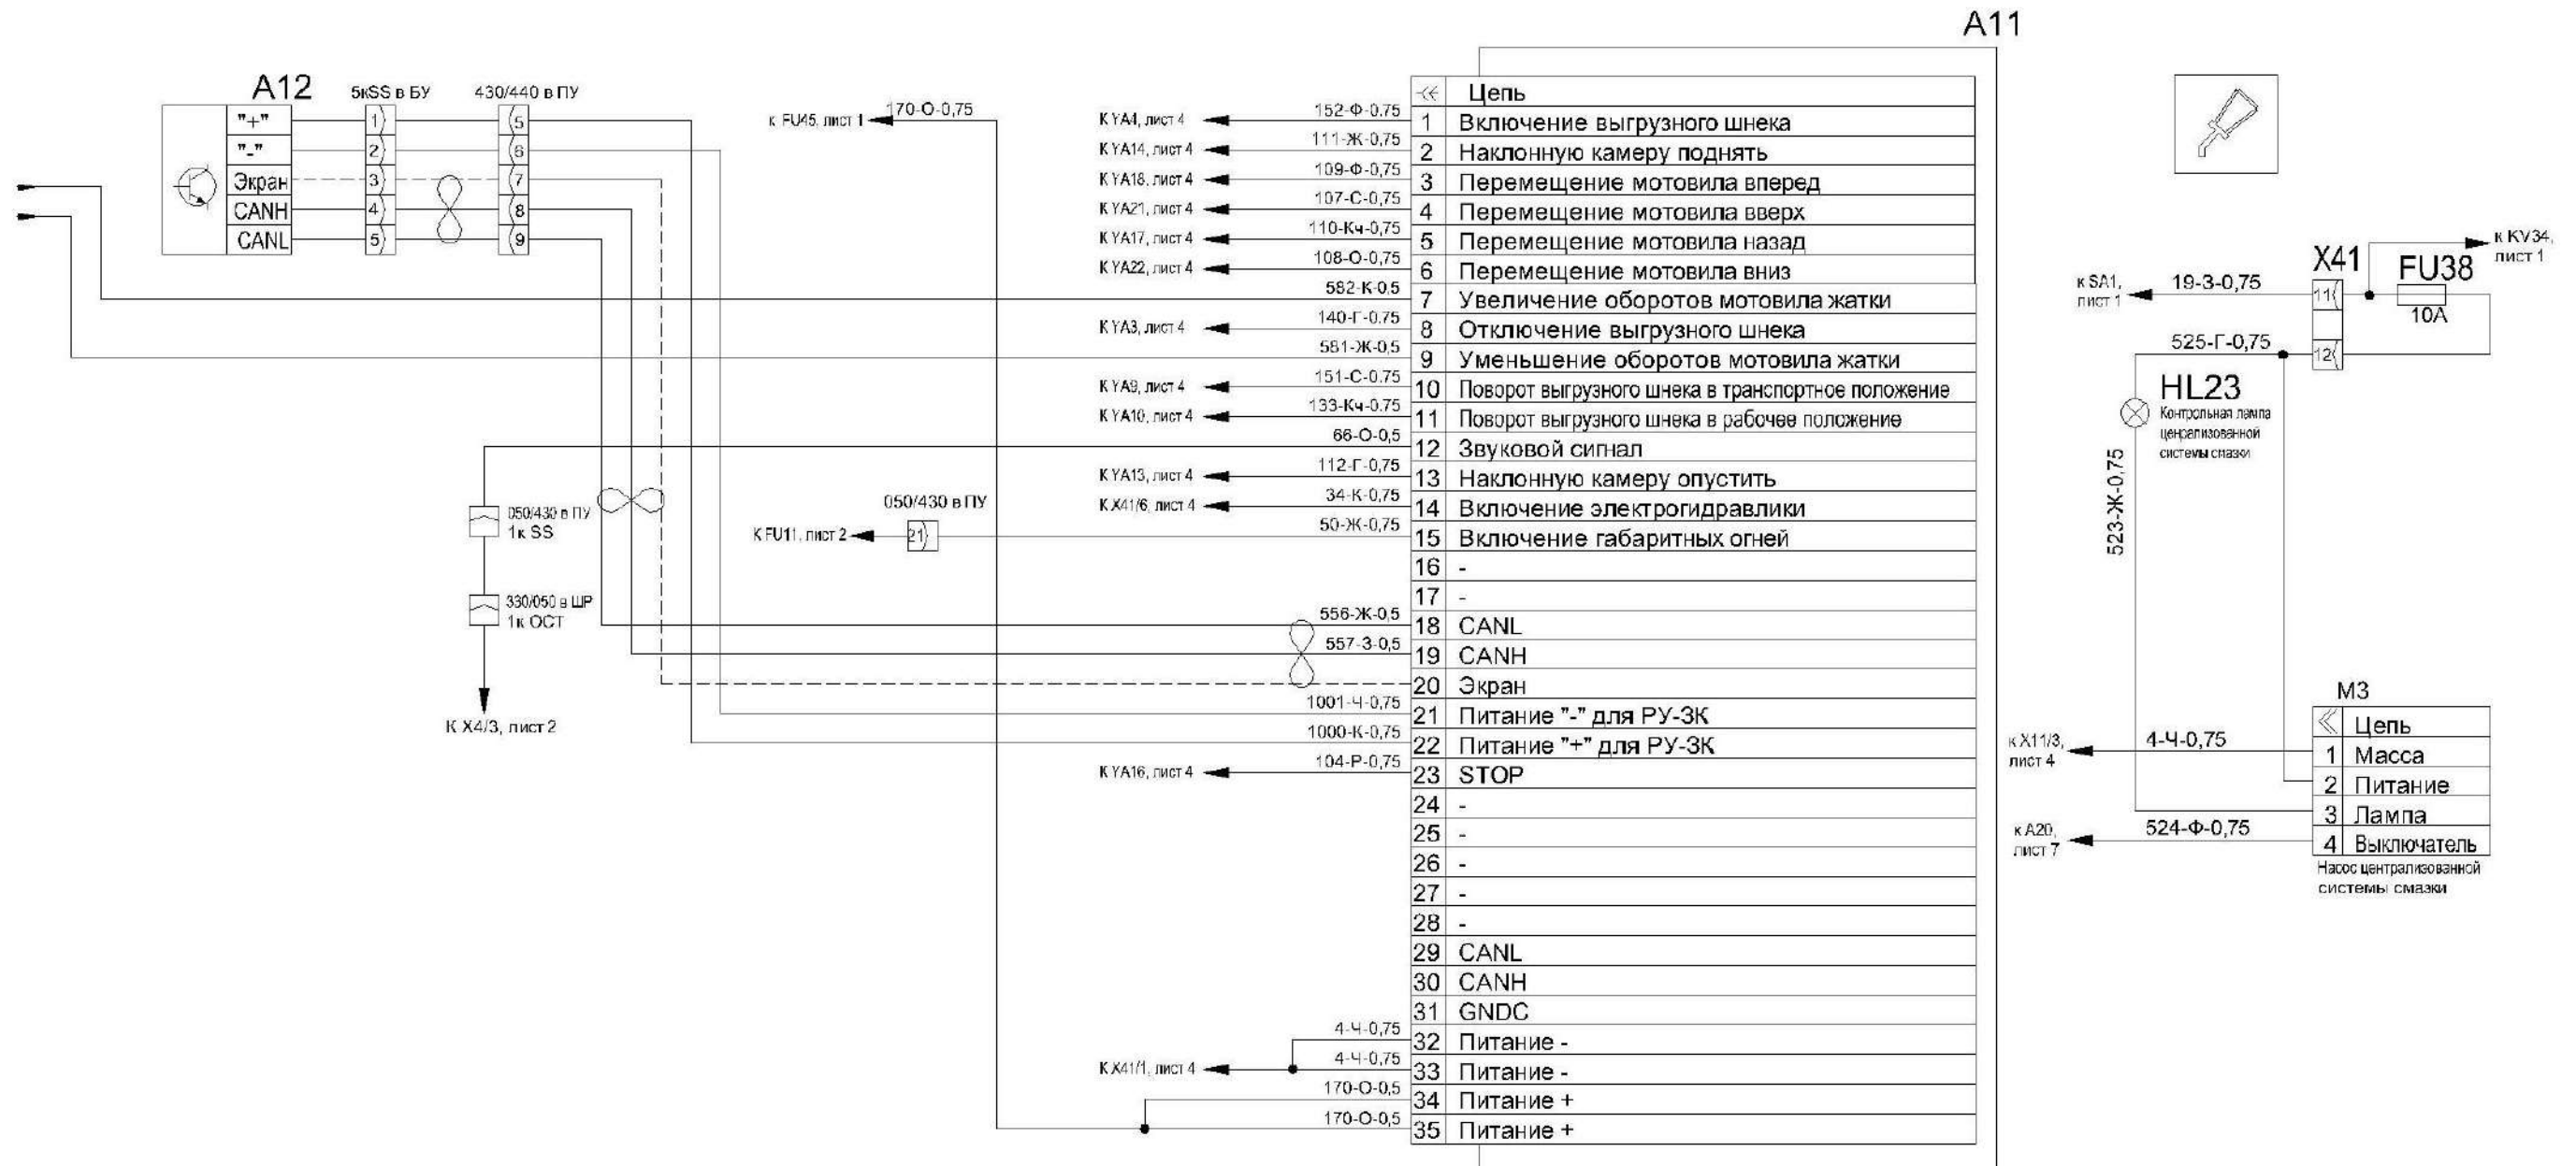 A11
A12
5кSS в БУ
430/440 в ПУ
"+"
1
5
"-"
2
6
Экран
3
7
CANH
4
8
CANL
5
9
к FU45, лист 1
170-О-0,75
Цепь
К YA4, лист 4
152-Ф-0.75
1
Включение выгрузного шнека
К YA14, лист 4
111-Ж-0,75
2
Наклонную камеру поднять
К YA18, лист 4
109-Ф-0,75
3
Перемещение мотовила вперед
К YA21, лист 4
107-С-0,75
4
Перемещение мотовила вверх
К YA17, лист 4
110-Кч-0,75
5
Перемещение мотовила назад
К YA22, лист 4
108-О-0,75
6
Перемещение мотовила вниз
582-К-0,5
7
Увеличение оборотов мотовила жатки
К YA3, лист 4
140-Г-0.75
8
Отключение выгрузного шнека
581-Ж-0,5
9
Уменьшение оборотов мотовила жатки
К YA9, лист 4
151-С-0.75
10
Поворот выгрузного шнека в транспортное положение
К YA10, лист 4
133-Кч-0.75
11
Поворот выгрузного шнека в рабочее положение
66-О-0,5
12
Звуковой сигнал
К YA13, лист 4
112-Г-0,75
13
Наклонную камеру опустить
К X41/6, лист 4
34-К-0,75
14
Включение электрогидравлики
050/430 в ПУ
К FU11, лист 2
21
50-Ж-0,75
15
Включение габаритных огней
16
-
17
-
556-Ж-0,5
18
CANL
557-З-0,5
19
CANH
20
Экран
1001-Ч-0,75
21
Питание "-" для РУ-ЗК
1000-К-0,75
22
Питание "+" для РУ-ЗК
К YA16, лист 4
104-Р-0,75
23
STOP
24
-
25
-
26
-
27
-
28
-
29
CANL
30
CANH
31
GNDC
4-Ч-0,75
32
Питание -
К X41/1, лист 4
4-Ч-0,75
33
Питание -
170-О-0,5
34
Питание +
170-О-0,5
35
Питание +
050/430 в ПУ
1к SS
330/050 в ШР
1к ОСТ
К X4/3, лист 2
к KV34,
лист 1
X41
FU38
10А
к SA1,
лист 1
19-З-0,75
11
525-Г-0,75
12
HL23
Контрольная лампа
ценрализованной
системы смазки
523-Ж-0,75
М3
Цепь
к X11/3,
лист 4
4-Ч-0,75
1
Масса
2
Питание
3
Лампа
к А20,
лист 7
524-Ф-0,75
4
Выключатель
Насос централизованной
системы смазки